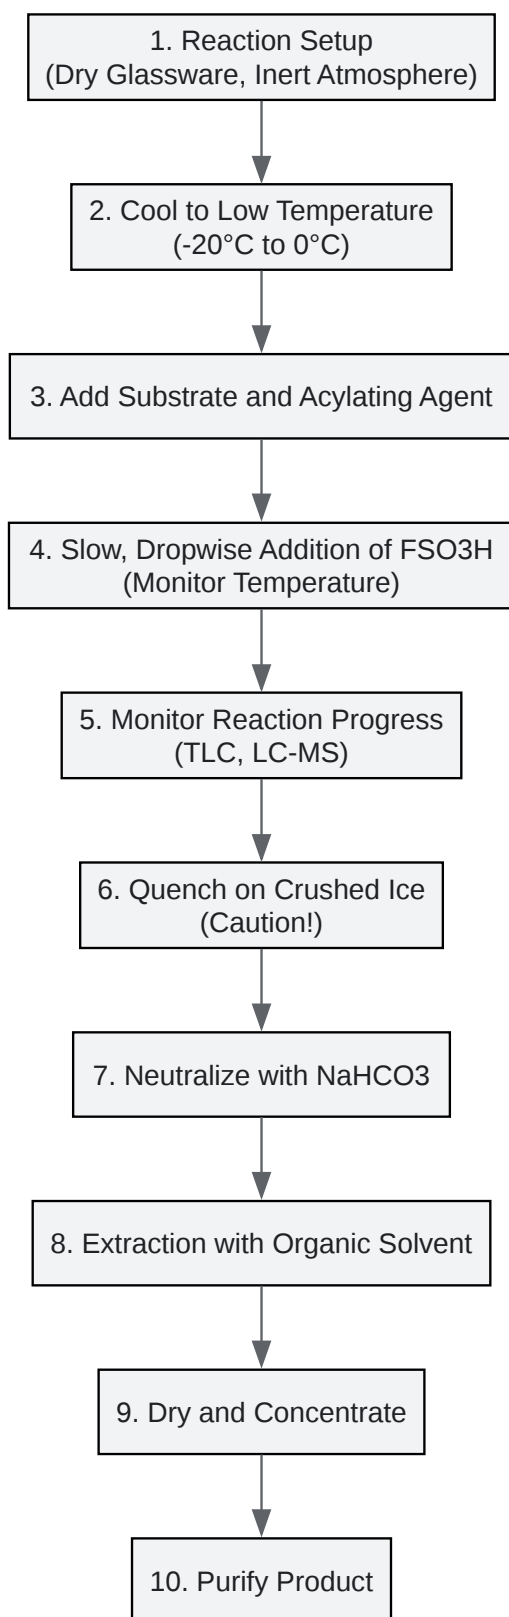 1. Reaction Setup
(Dry Glassware, Inert Atmosphere)
2. Cool to Low Temperature
(-20°C to 0°C)
3. Add Substrate and Acylating Agent
4. Slow, Dropwise Addition of FSO3H
(Monitor Temperature)
5. Monitor Reaction Progress
(TLC, LC-MS)
6. Quench on Crushed Ice
(Caution!)
7. Neutralize with NaHCO3
8. Extraction with Organic Solvent
9. Dry and Concentrate
10. Purify Product